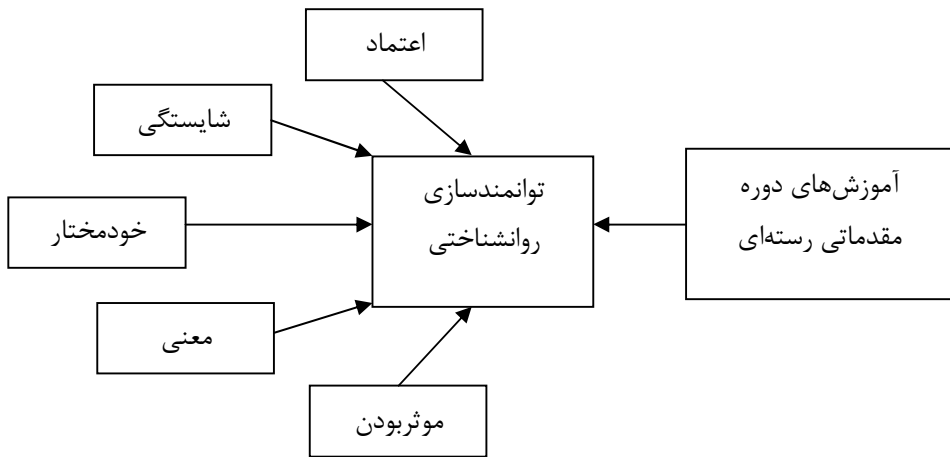 اعتماد
شایستگی
توانمندسازی
روانشناختی
آموزش‌های دوره
مقدماتی رسته‌ای
خودمختار
معنی
موثربودن